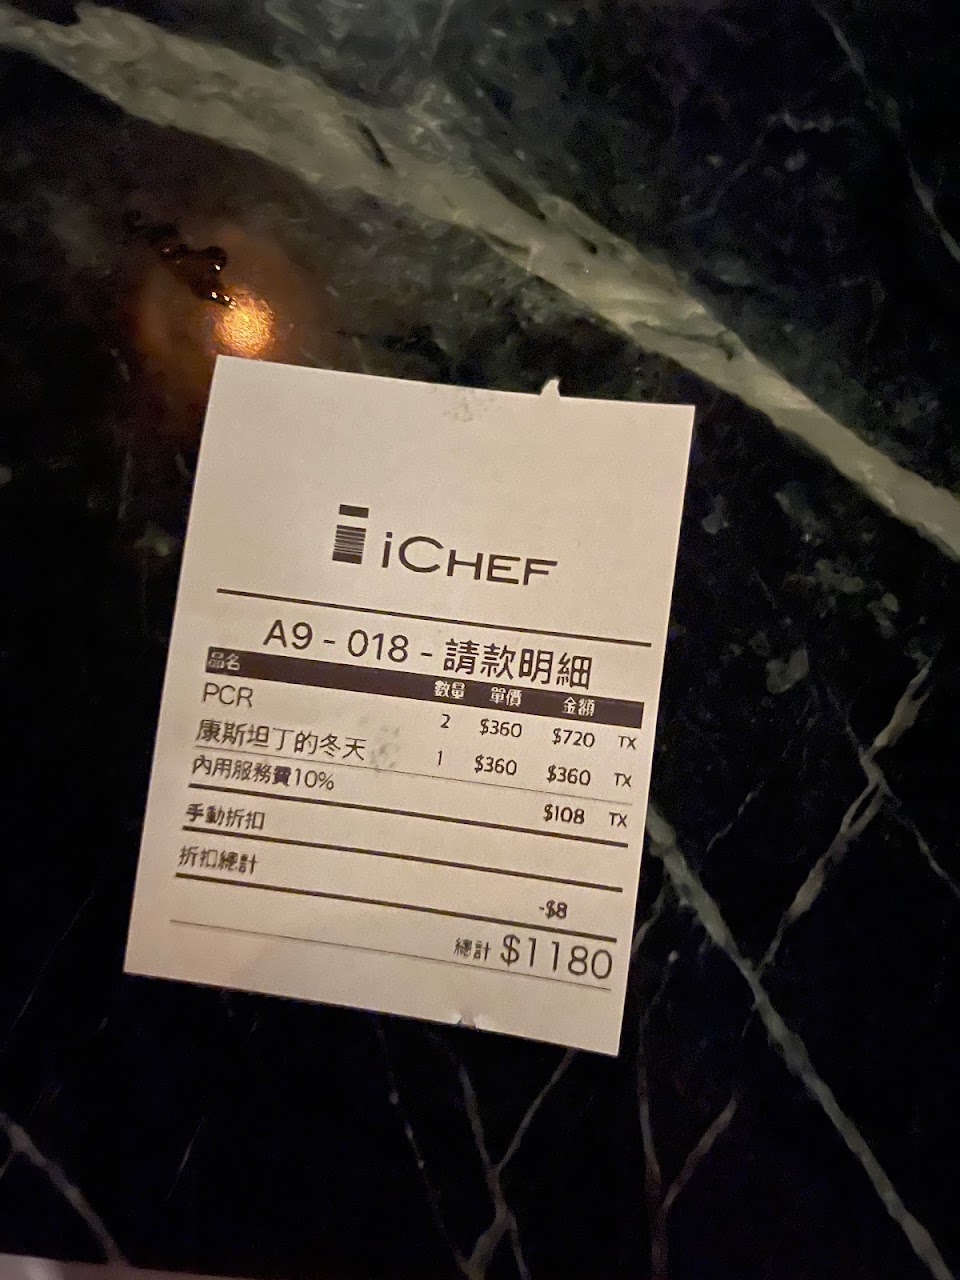 iCHEF
A9 - 018 - 請款明細
品名 數量 單價 金額
PCR 2 $360 $720 TX
康斯坦丁的冬天 1 $360 $360 TX
內用服務費10% $108 TX
手動折扣
折扣總計 -$8
總計 $1180